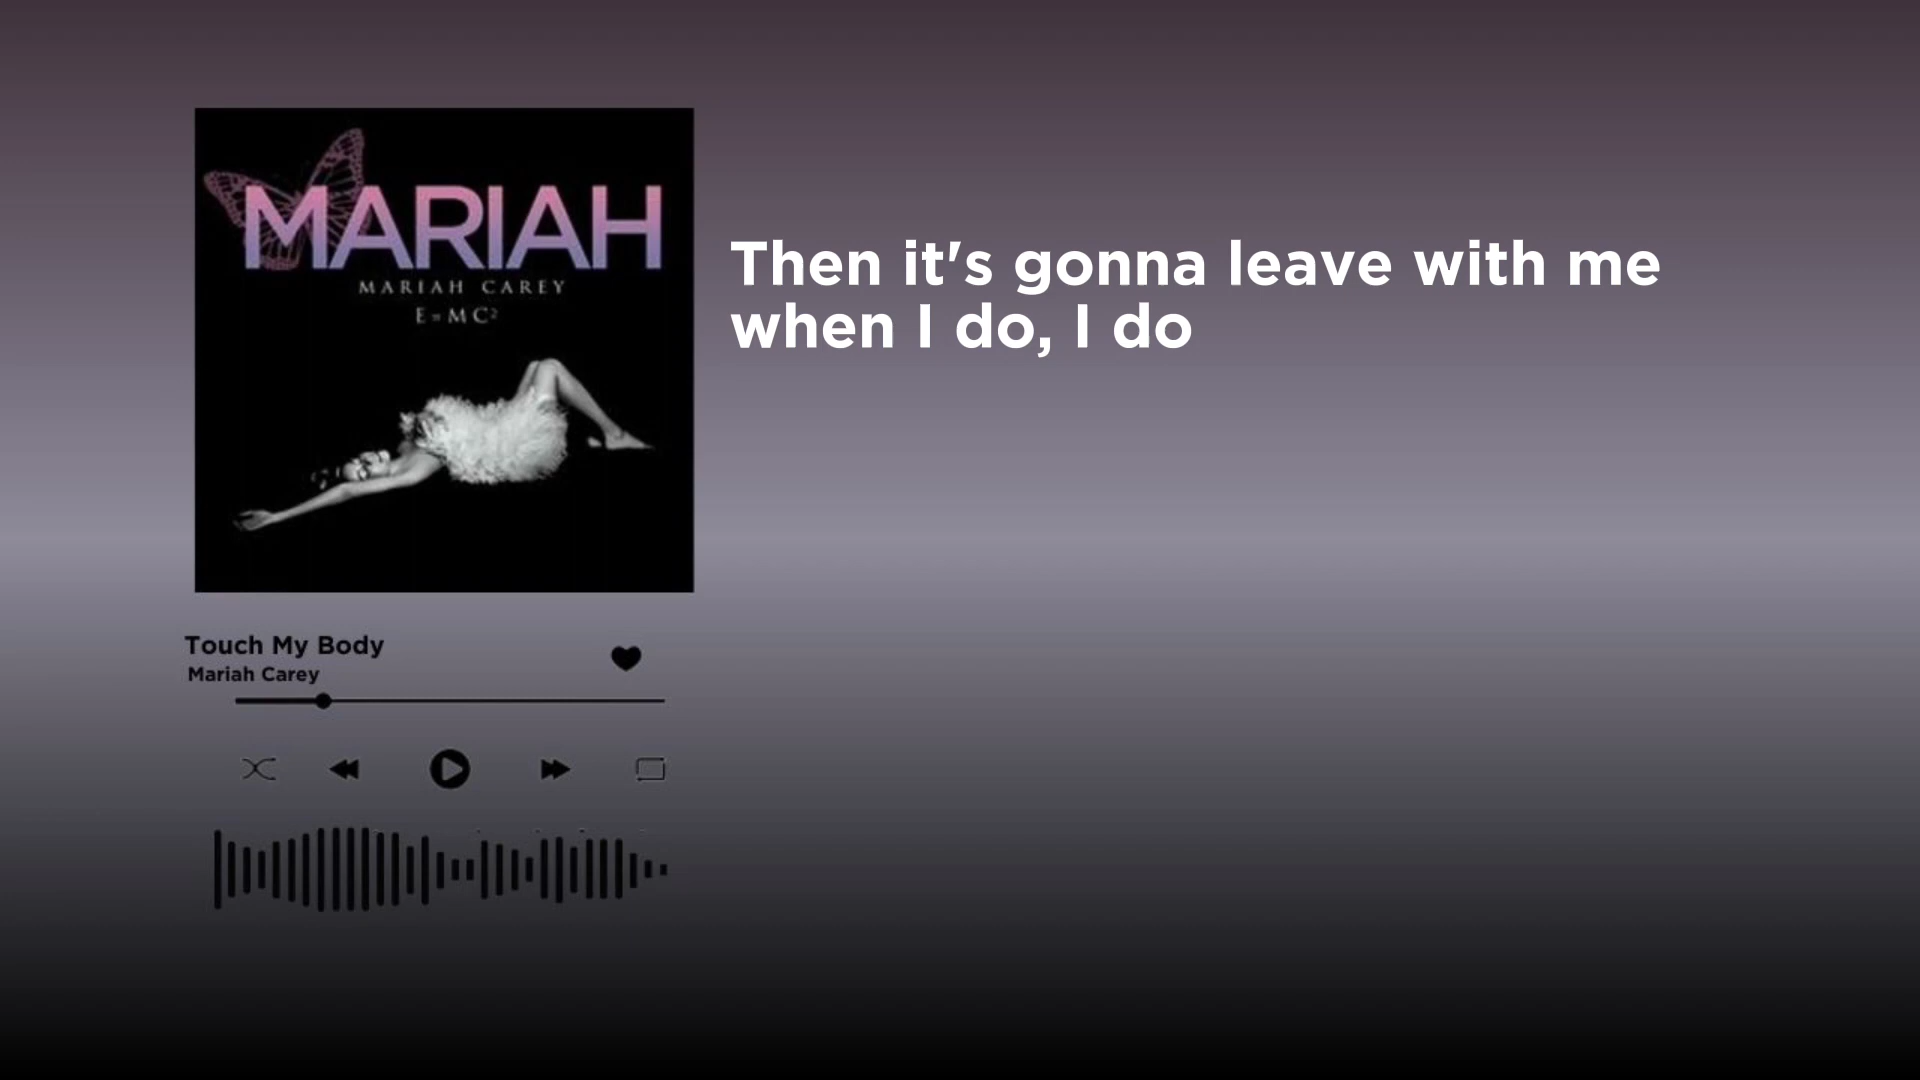 MARIAH
MARIAH CAREY
E=MC²
Then it's gonna leave with me
when I do, I do
Touch My Body
Mariah Carey